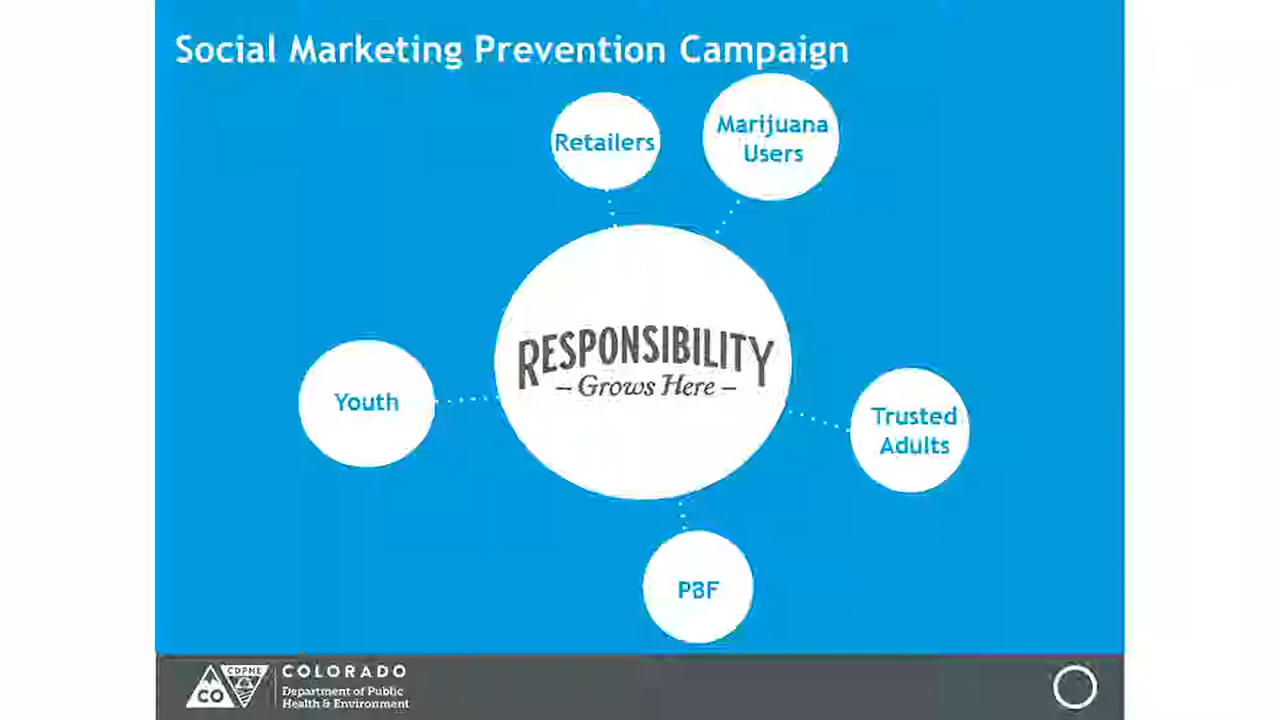 Social Marketing Prevention Campaign
Retailers
Marijuana
Users
RESPONSIBILITY
– Grows Here –
Youth
Trusted
Adults
PBF
CO
CDPHE
COLORADO
Department of Public
Health & Environment